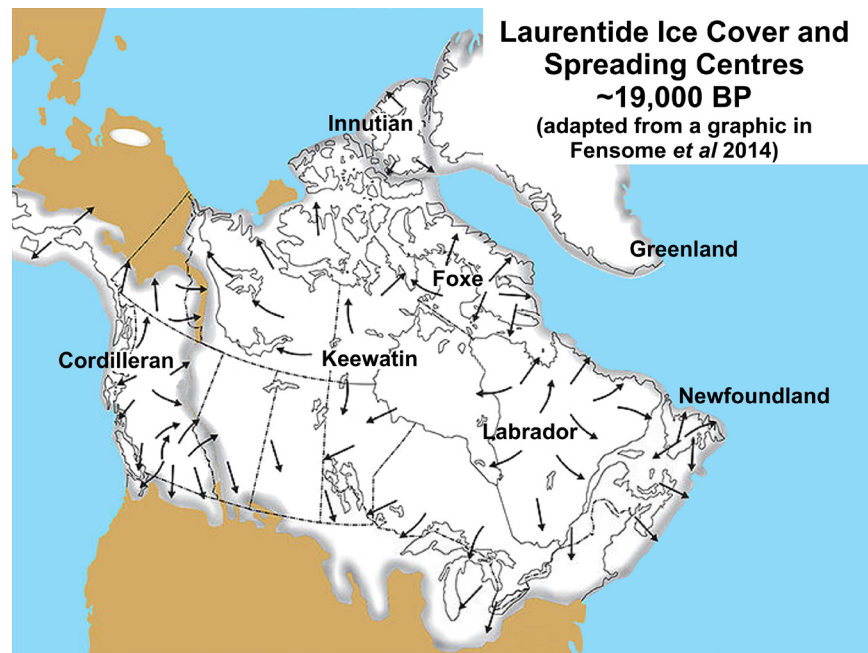 Laurentide Ice Cover and
Spreading Centres
~19,000 BP
(adapted from a graphic in
Fensome et al 2014)
Innutian
Greenland
Foxe
Cordilleran
Keewatin
Newfoundland
Labrador